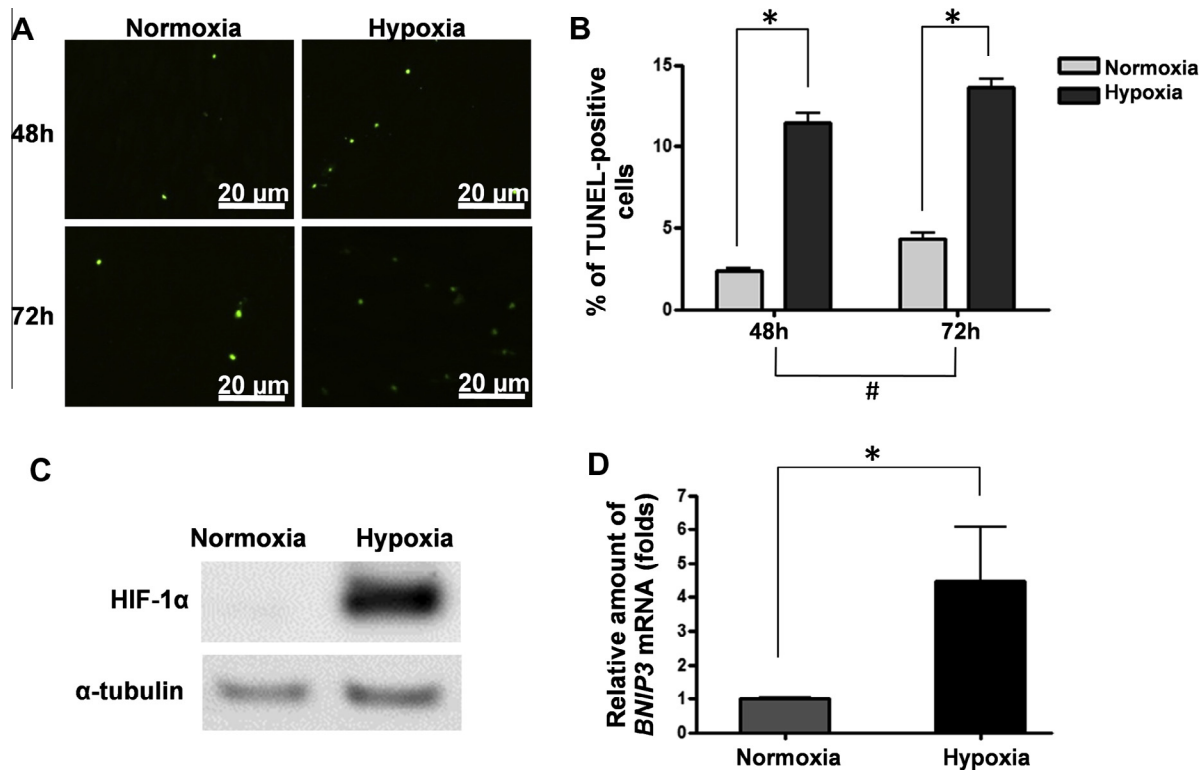 A
Normoxia
Hypoxia
48h
20 µm
20 µm
72h
20 µm
20 µm
B
% of TUNEL-positive
cells
15
10
5
0
*
*
48h
72h
#
Normoxia
Hypoxia
C
Normoxia
Hypoxia
HIF-1α
α-tubulin
D
Relative amount of
BNIP3 mRNA (folds)
7
6
5
4
3
2
1
0
*
Normoxia
Hypoxia